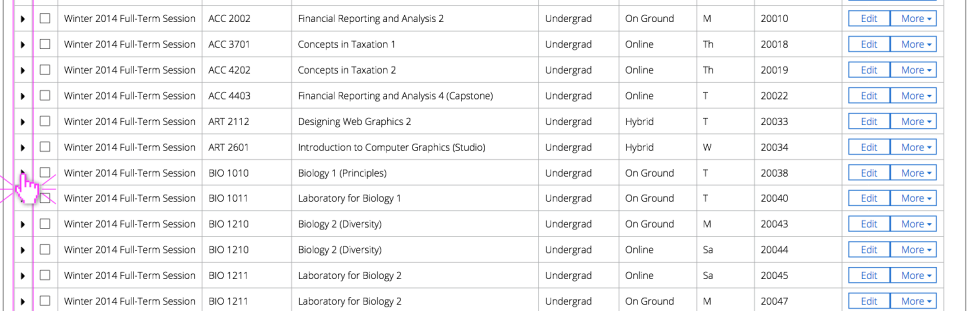 Winter 2014 Full-Term Session ACC 2002 Financial Reporting and Analysis 2 Undergrad On Ground M 20010 Edit More
Winter 2014 Full-Term Session ACC 3701 Concepts in Taxation 1 Undergrad Online Th 20018 Edit More
Winter 2014 Full-Term Session ACC 4202 Concepts in Taxation 2 Undergrad Online Th 20019 Edit More
Winter 2014 Full-Term Session ACC 4403 Financial Reporting and Analysis 4 (Capstone) Undergrad Online T 20022 Edit More
Winter 2014 Full-Term Session ART 2112 Designing Web Graphics 2 Undergrad Hybrid T 20033 Edit More
Winter 2014 Full-Term Session ART 2601 Introduction to Computer Graphics (Studio) Undergrad Hybrid W 20034 Edit More
Winter 2014 Full-Term Session BIO 1010 Biology 1 (Principles) Undergrad On Ground T 20038 Edit More
Winter 2014 Full-Term Session BIO 1011 Laboratory for Biology 1 Undergrad On Ground T 20040 Edit More
Winter 2014 Full-Term Session BIO 1210 Biology 2 (Diversity) Undergrad On Ground M 20043 Edit More
Winter 2014 Full-Term Session BIO 1210 Biology 2 (Diversity) Undergrad Online Sa 20044 Edit More
Winter 2014 Full-Term Session BIO 1211 Laboratory for Biology 2 Undergrad Online Sa 20045 Edit More
Winter 2014 Full-Term Session BIO 1211 Laboratory for Biology 2 Undergrad On Ground M 20047 Edit More